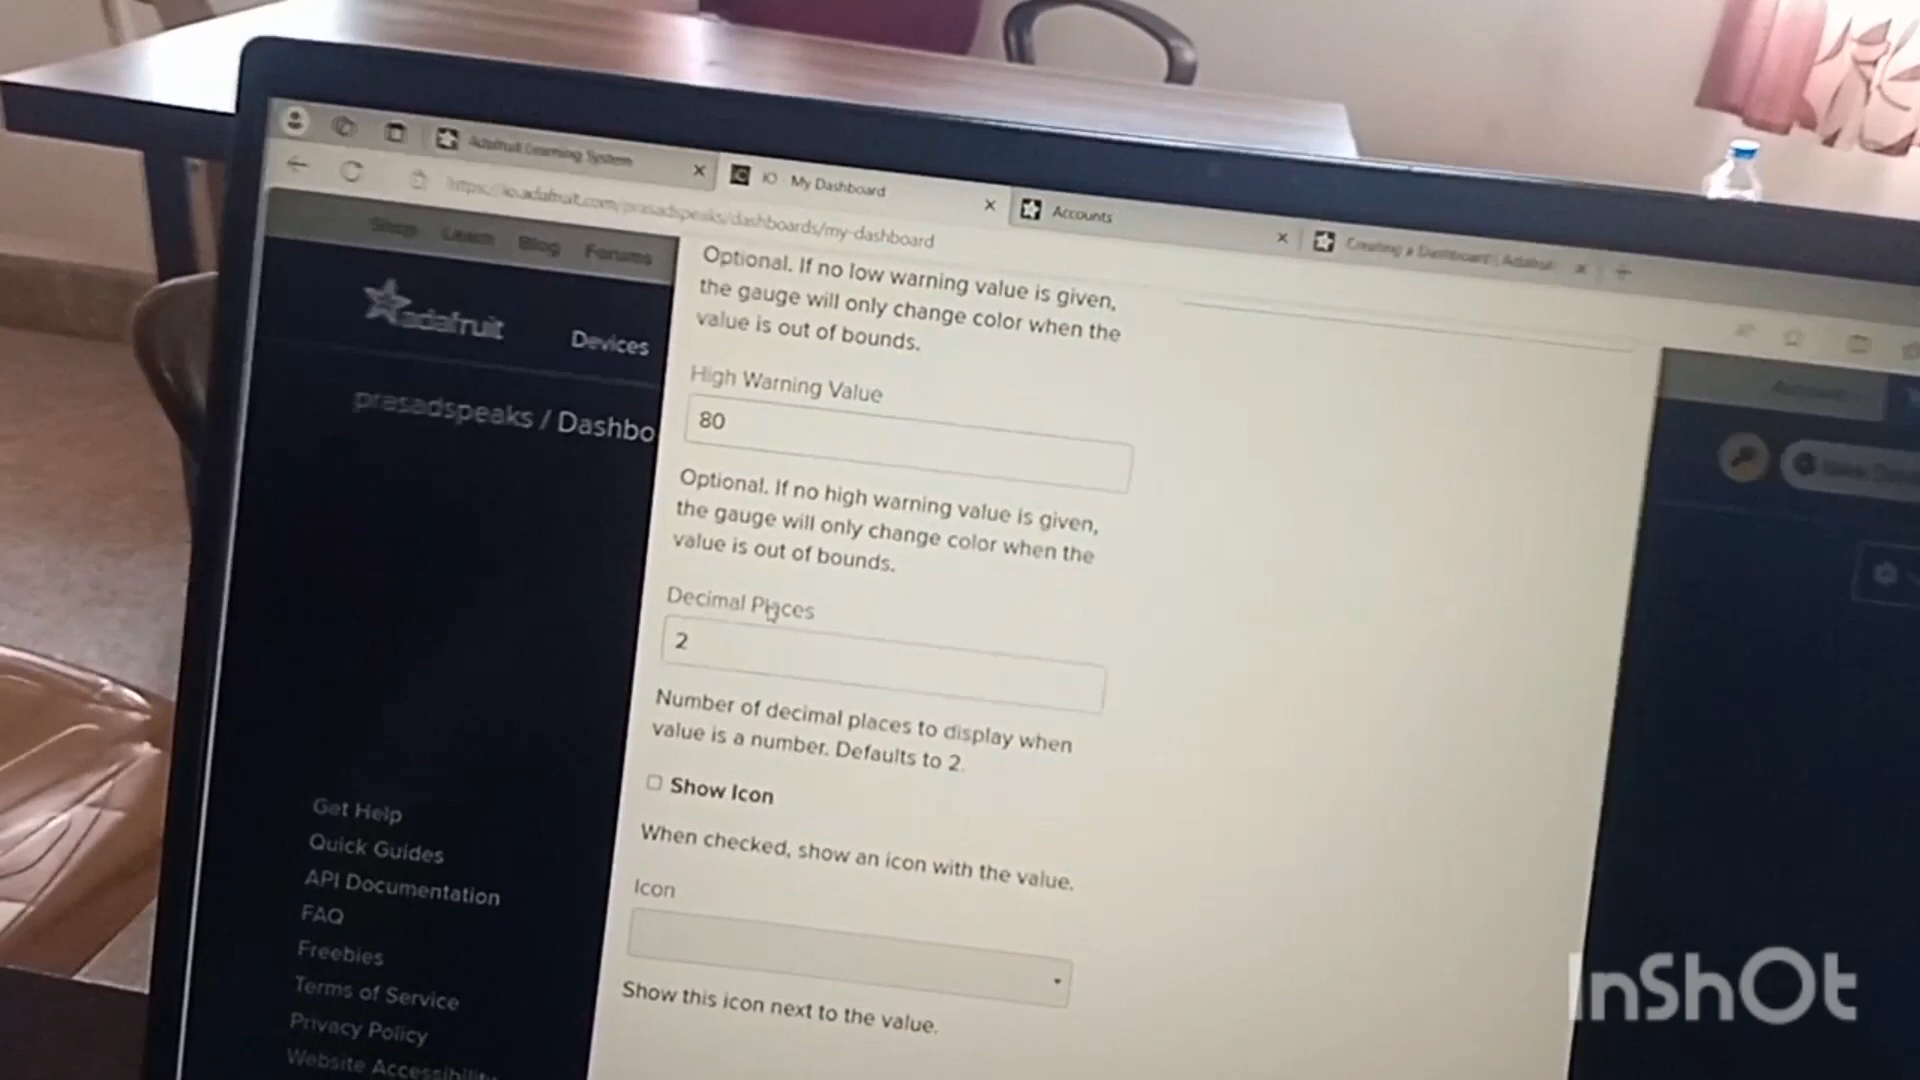 Adafruit Learning System
IO - My Dashboard
Accounts
Creating a Dashboard | Adafruit
https://io.adafruit.com/prasadspeaks/dashboards/my-dashboard
Shop Learn Blog Forums
adafruit
Devices
prasadspeaks / Dashbo
Optional. If no low warning value is given,
the gauge will only change color when the
value is out of bounds.
High Warning Value
80
Optional. If no high warning value is given,
the gauge will only change color when the
value is out of bounds.
Decimal Places
2
Number of decimal places to display when
value is a number. Defaults to 2.
Show Icon
When checked, show an icon with the value.
Icon
Show this icon next to the value.
Get Help
Quick Guides
API Documentation
FAQ
Freebies
Terms of Service
Privacy Policy
Website Accessibility
InShOt